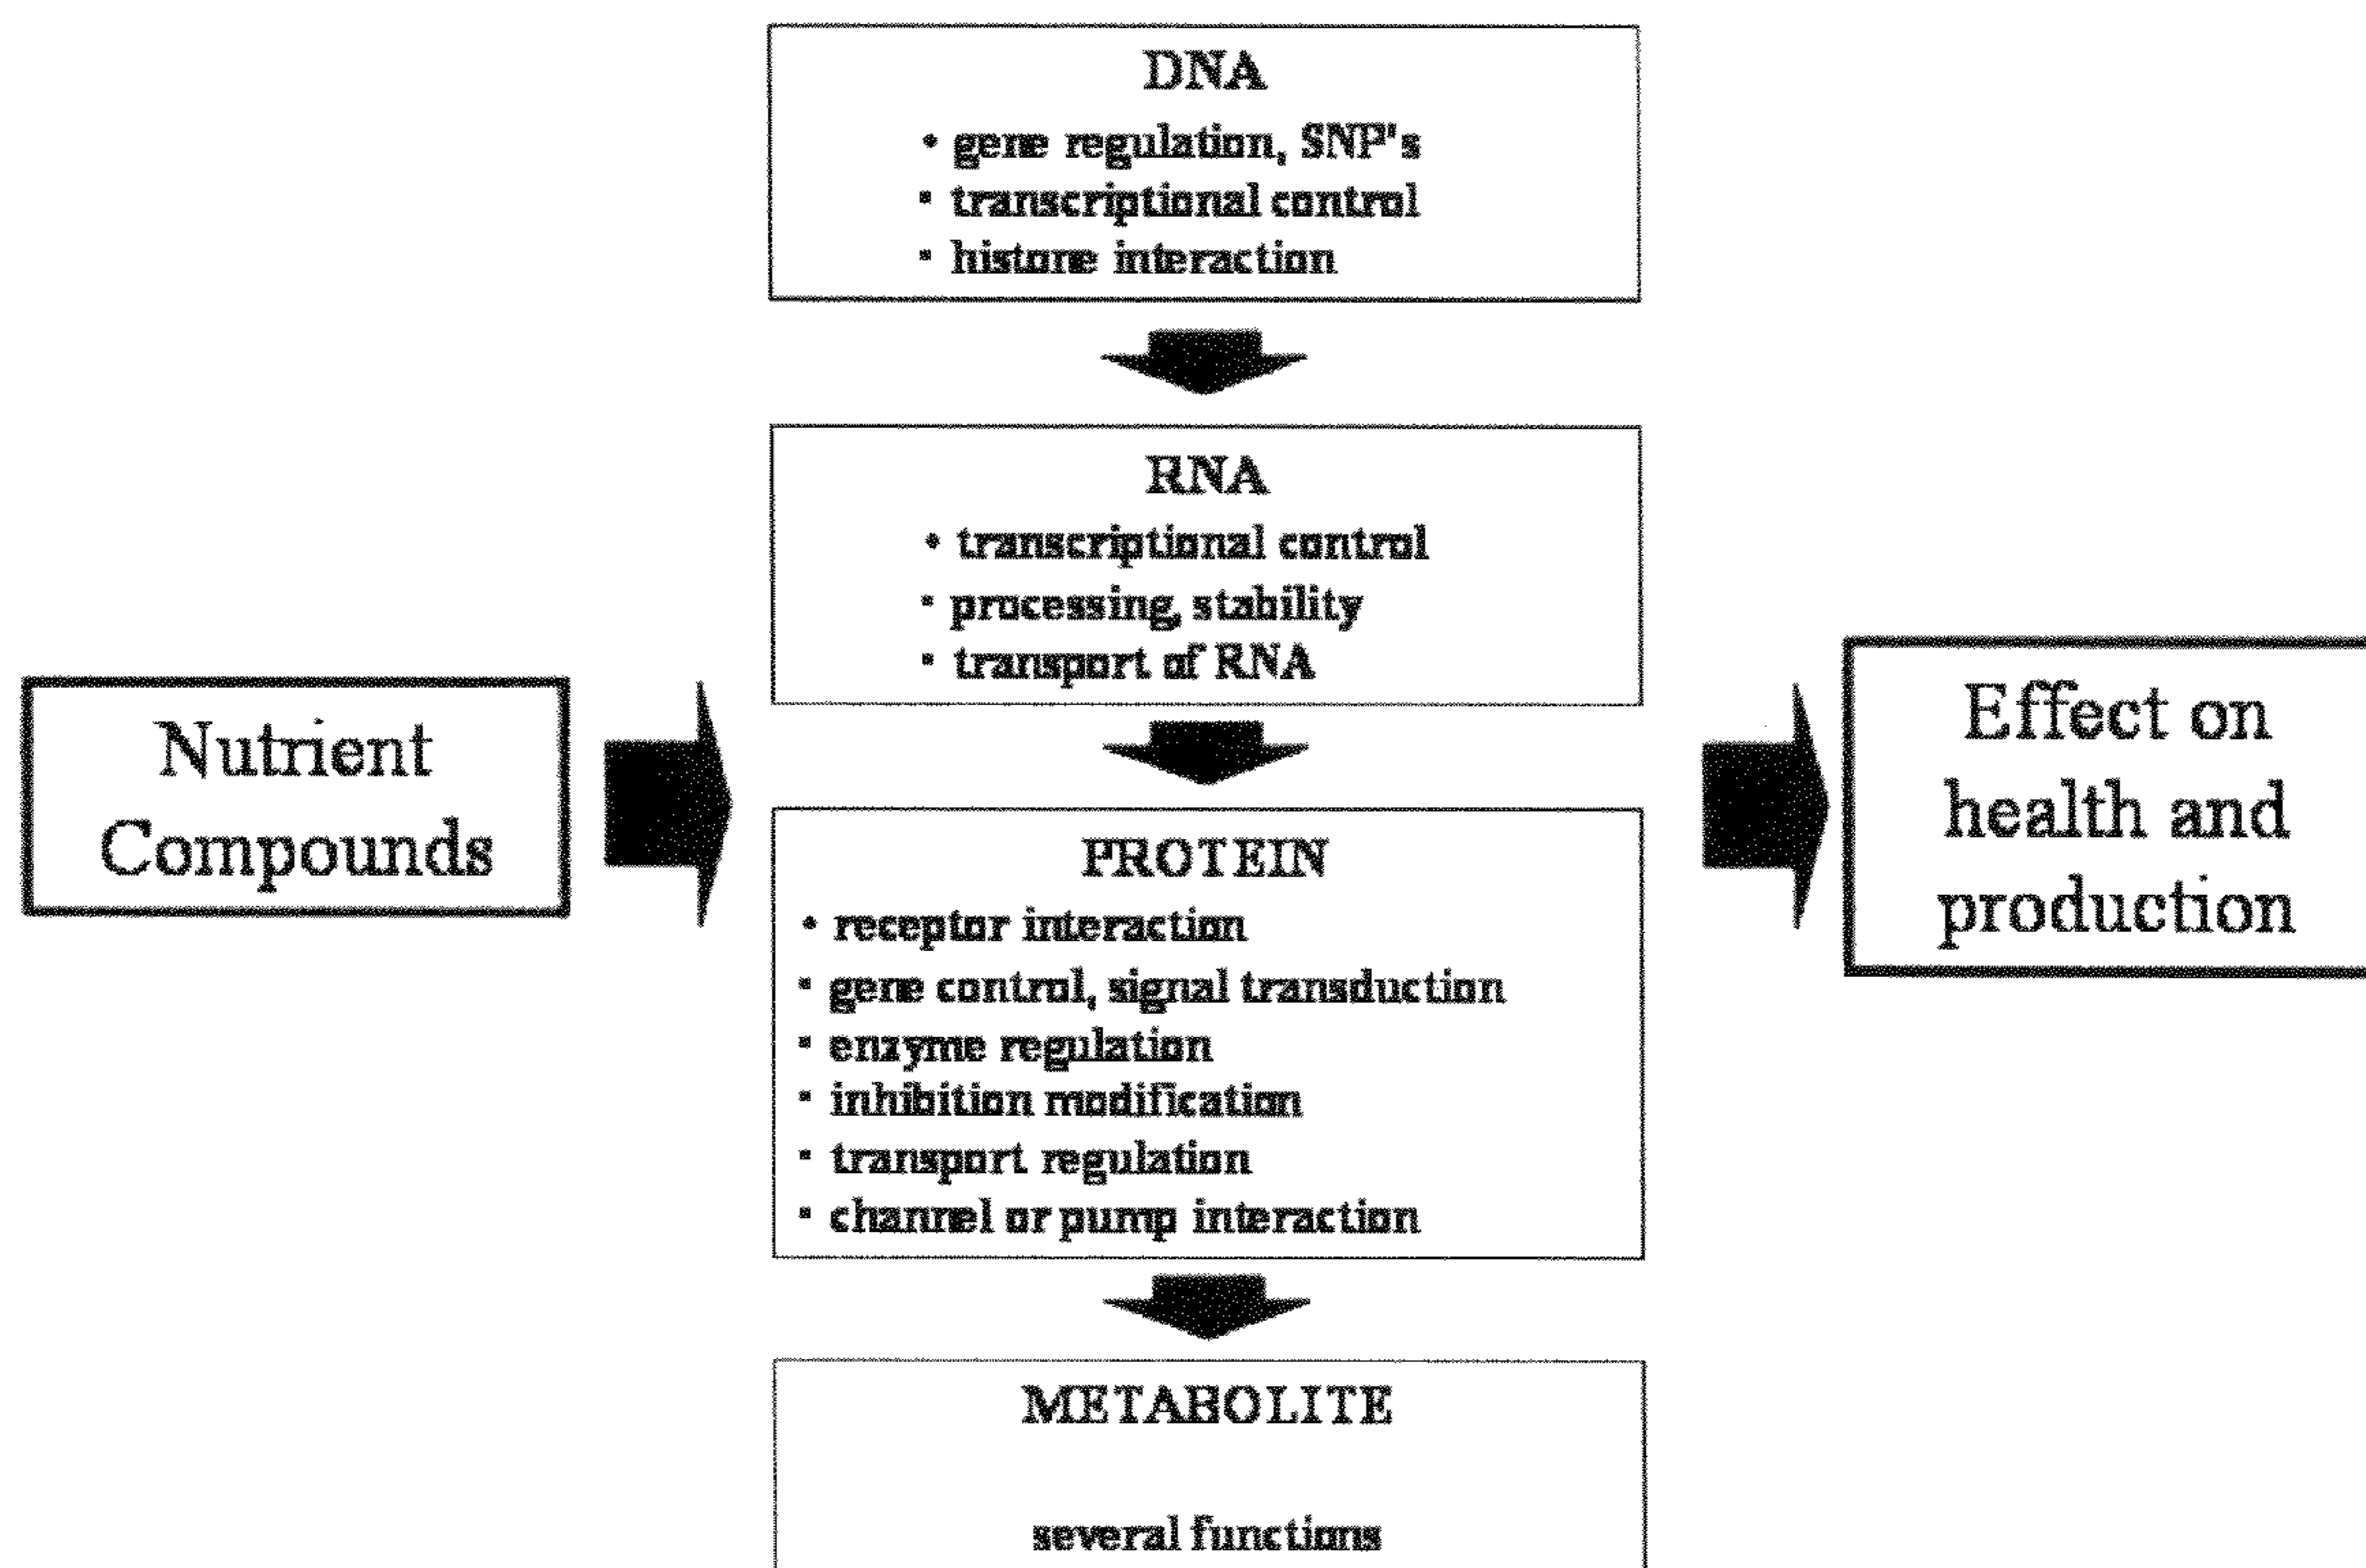 DNA
• gene regulation, SNP's
▪ transcriptional control
▪ histone interaction
RNA
• transcriptional control
▪ processing, stability
▪ transport of RNA
Nutrient
Compounds
PROTEIN
• receptor interaction
▪ gene control, signal transduction
▪ enzyme regulation
▪ inhibition modification
▪ transport regulation
▪ channel or pump interaction
METABOLITE
several functions
Effect on
health and
production